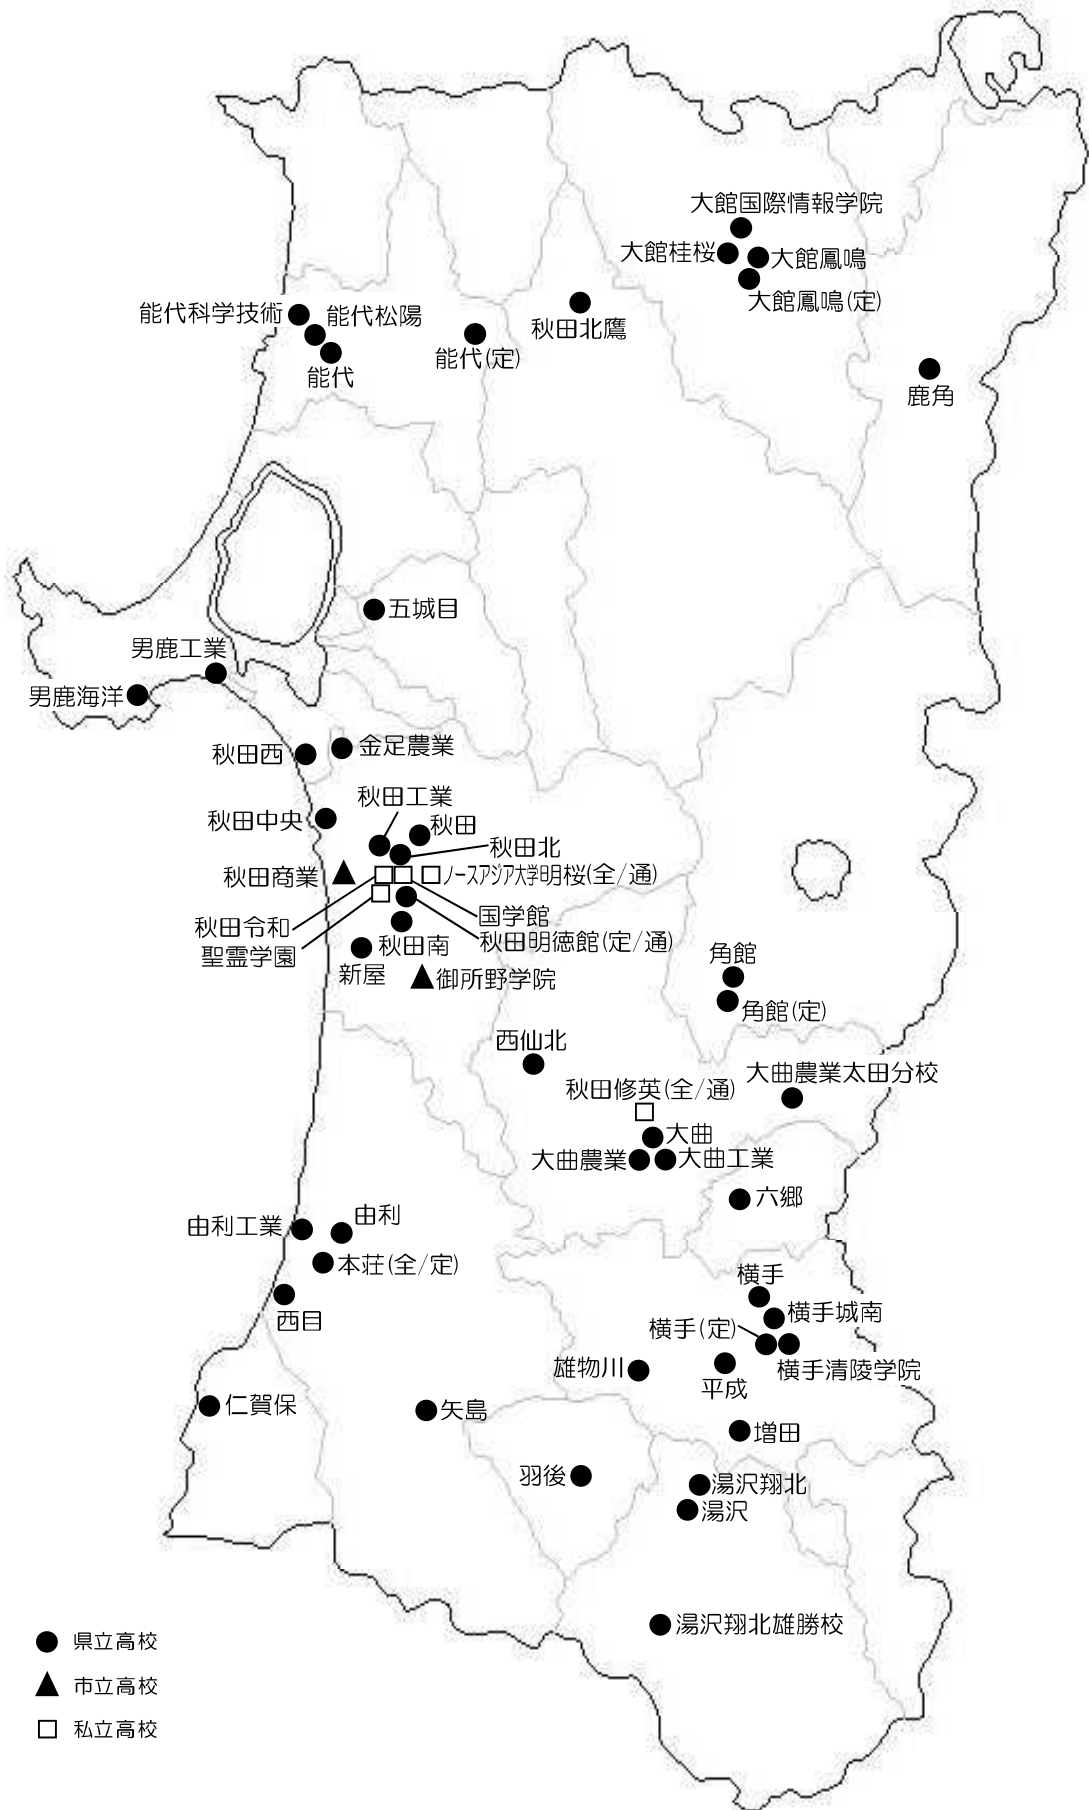 大館国際情報学院
大館桂桜
大館鳳鳴
大館鳳鳴(定)
能代科学技術
能代松陽
能代
能代(定)
秋田北鷹
鹿角
五城目
男鹿工業
男鹿海洋
秋田西
金足農業
秋田工業
秋田中央
秋田
秋田北
秋田商業
ノースアジア大学明桜(全/通)
国学館
秋田令和
秋田明徳館(定/通)
聖霊学園
秋田南
新屋
御所野学院
角館
角館(定)
西仙北
大曲農業太田分校
秋田修英(全/通)
大曲
大曲農業
大曲工業
六郷
由利
由利工業
本荘(全/定)
西目
横手
横手城南
横手(定)
横手清陵学院
雄物川
平成
仁賀保
矢島
増田
羽後
湯沢翔北
湯沢
湯沢翔北雄勝校
県立高校
市立高校
私立高校